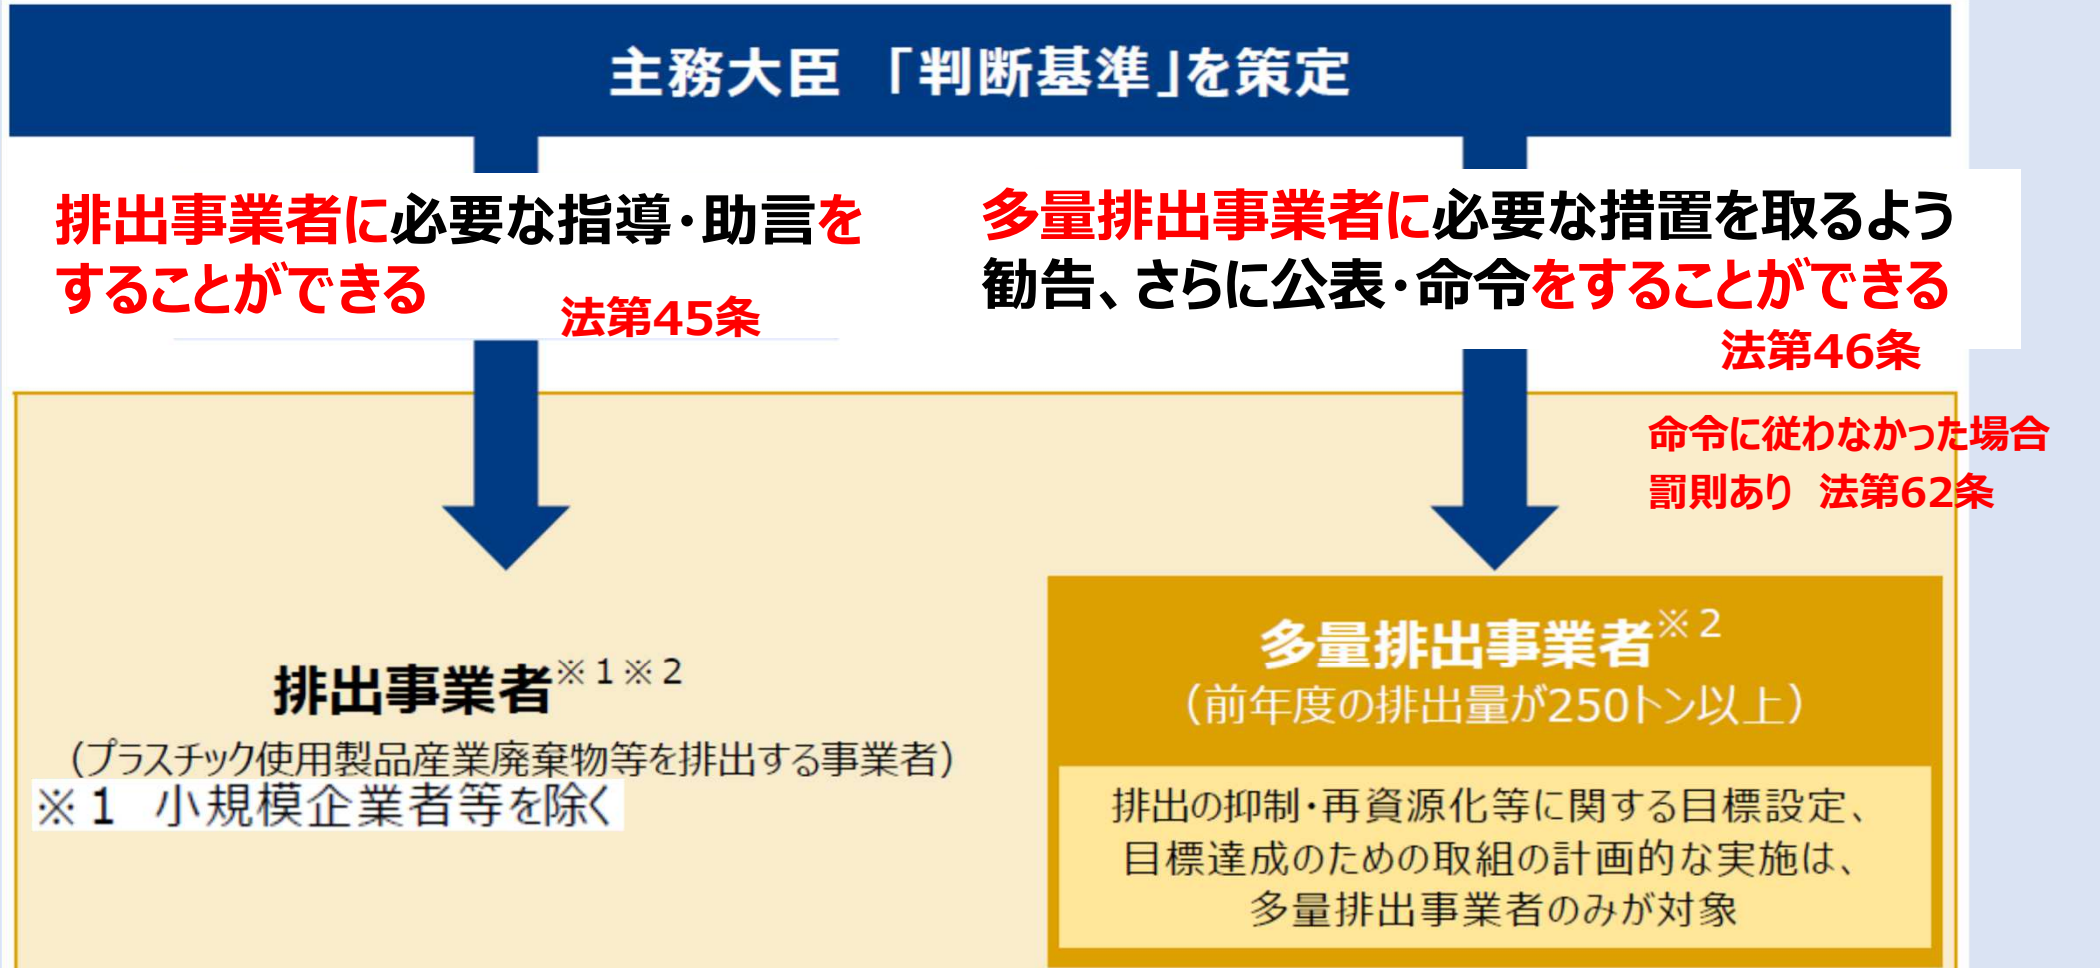 主務大臣 「判断基準」を策定
排出事業者に必要な指導・助言を
することができる
法第45条
多量排出事業者に必要な措置を取るよう
勧告、さらに公表・命令をすることができる
法第46条
命令に従わなかった場合
罰則あり 法第62条
排出事業者※1※2
（プラスチック使用製品産業廃棄物等を排出する事業者）
※1 小規模企業者等を除く
多量排出事業者※2
（前年度の排出量が250トン以上）
排出の抑制・再資源化等に関する目標設定、
目標達成のための取組の計画的な実施は、
多量排出事業者のみが対象